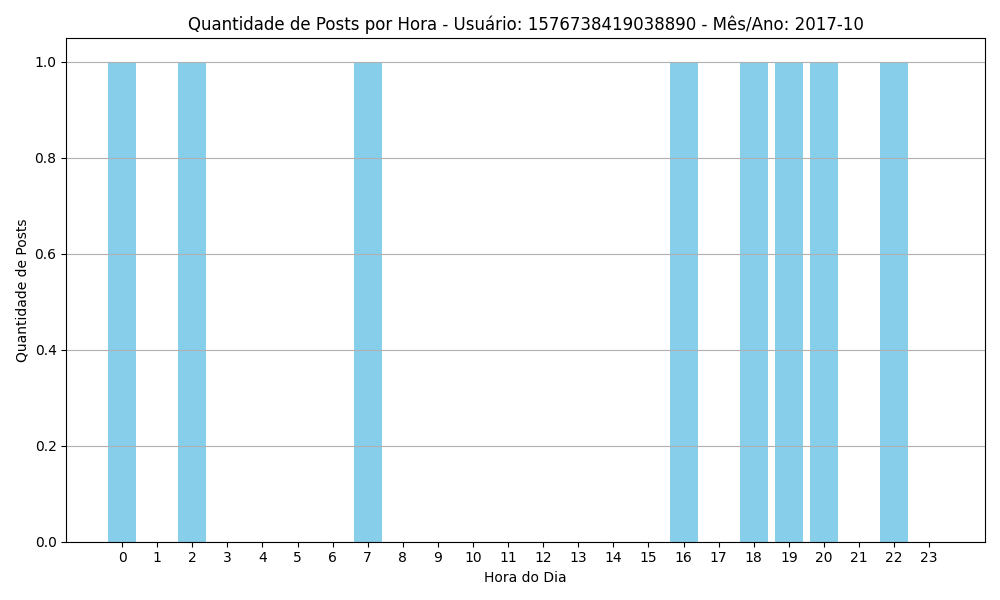 Quantidade de Posts por Hora - Usuário: 1576738419038890 - Mês/Ano: 2017-10
Quantidade de Posts
1.0
0.8
0.6
0.4
0.2
0.0
0 1 2 3 4 5 6 7 8 9 10 11 12 13 14 15 16 17 18 19 20 21 22 23
Hora do Dia